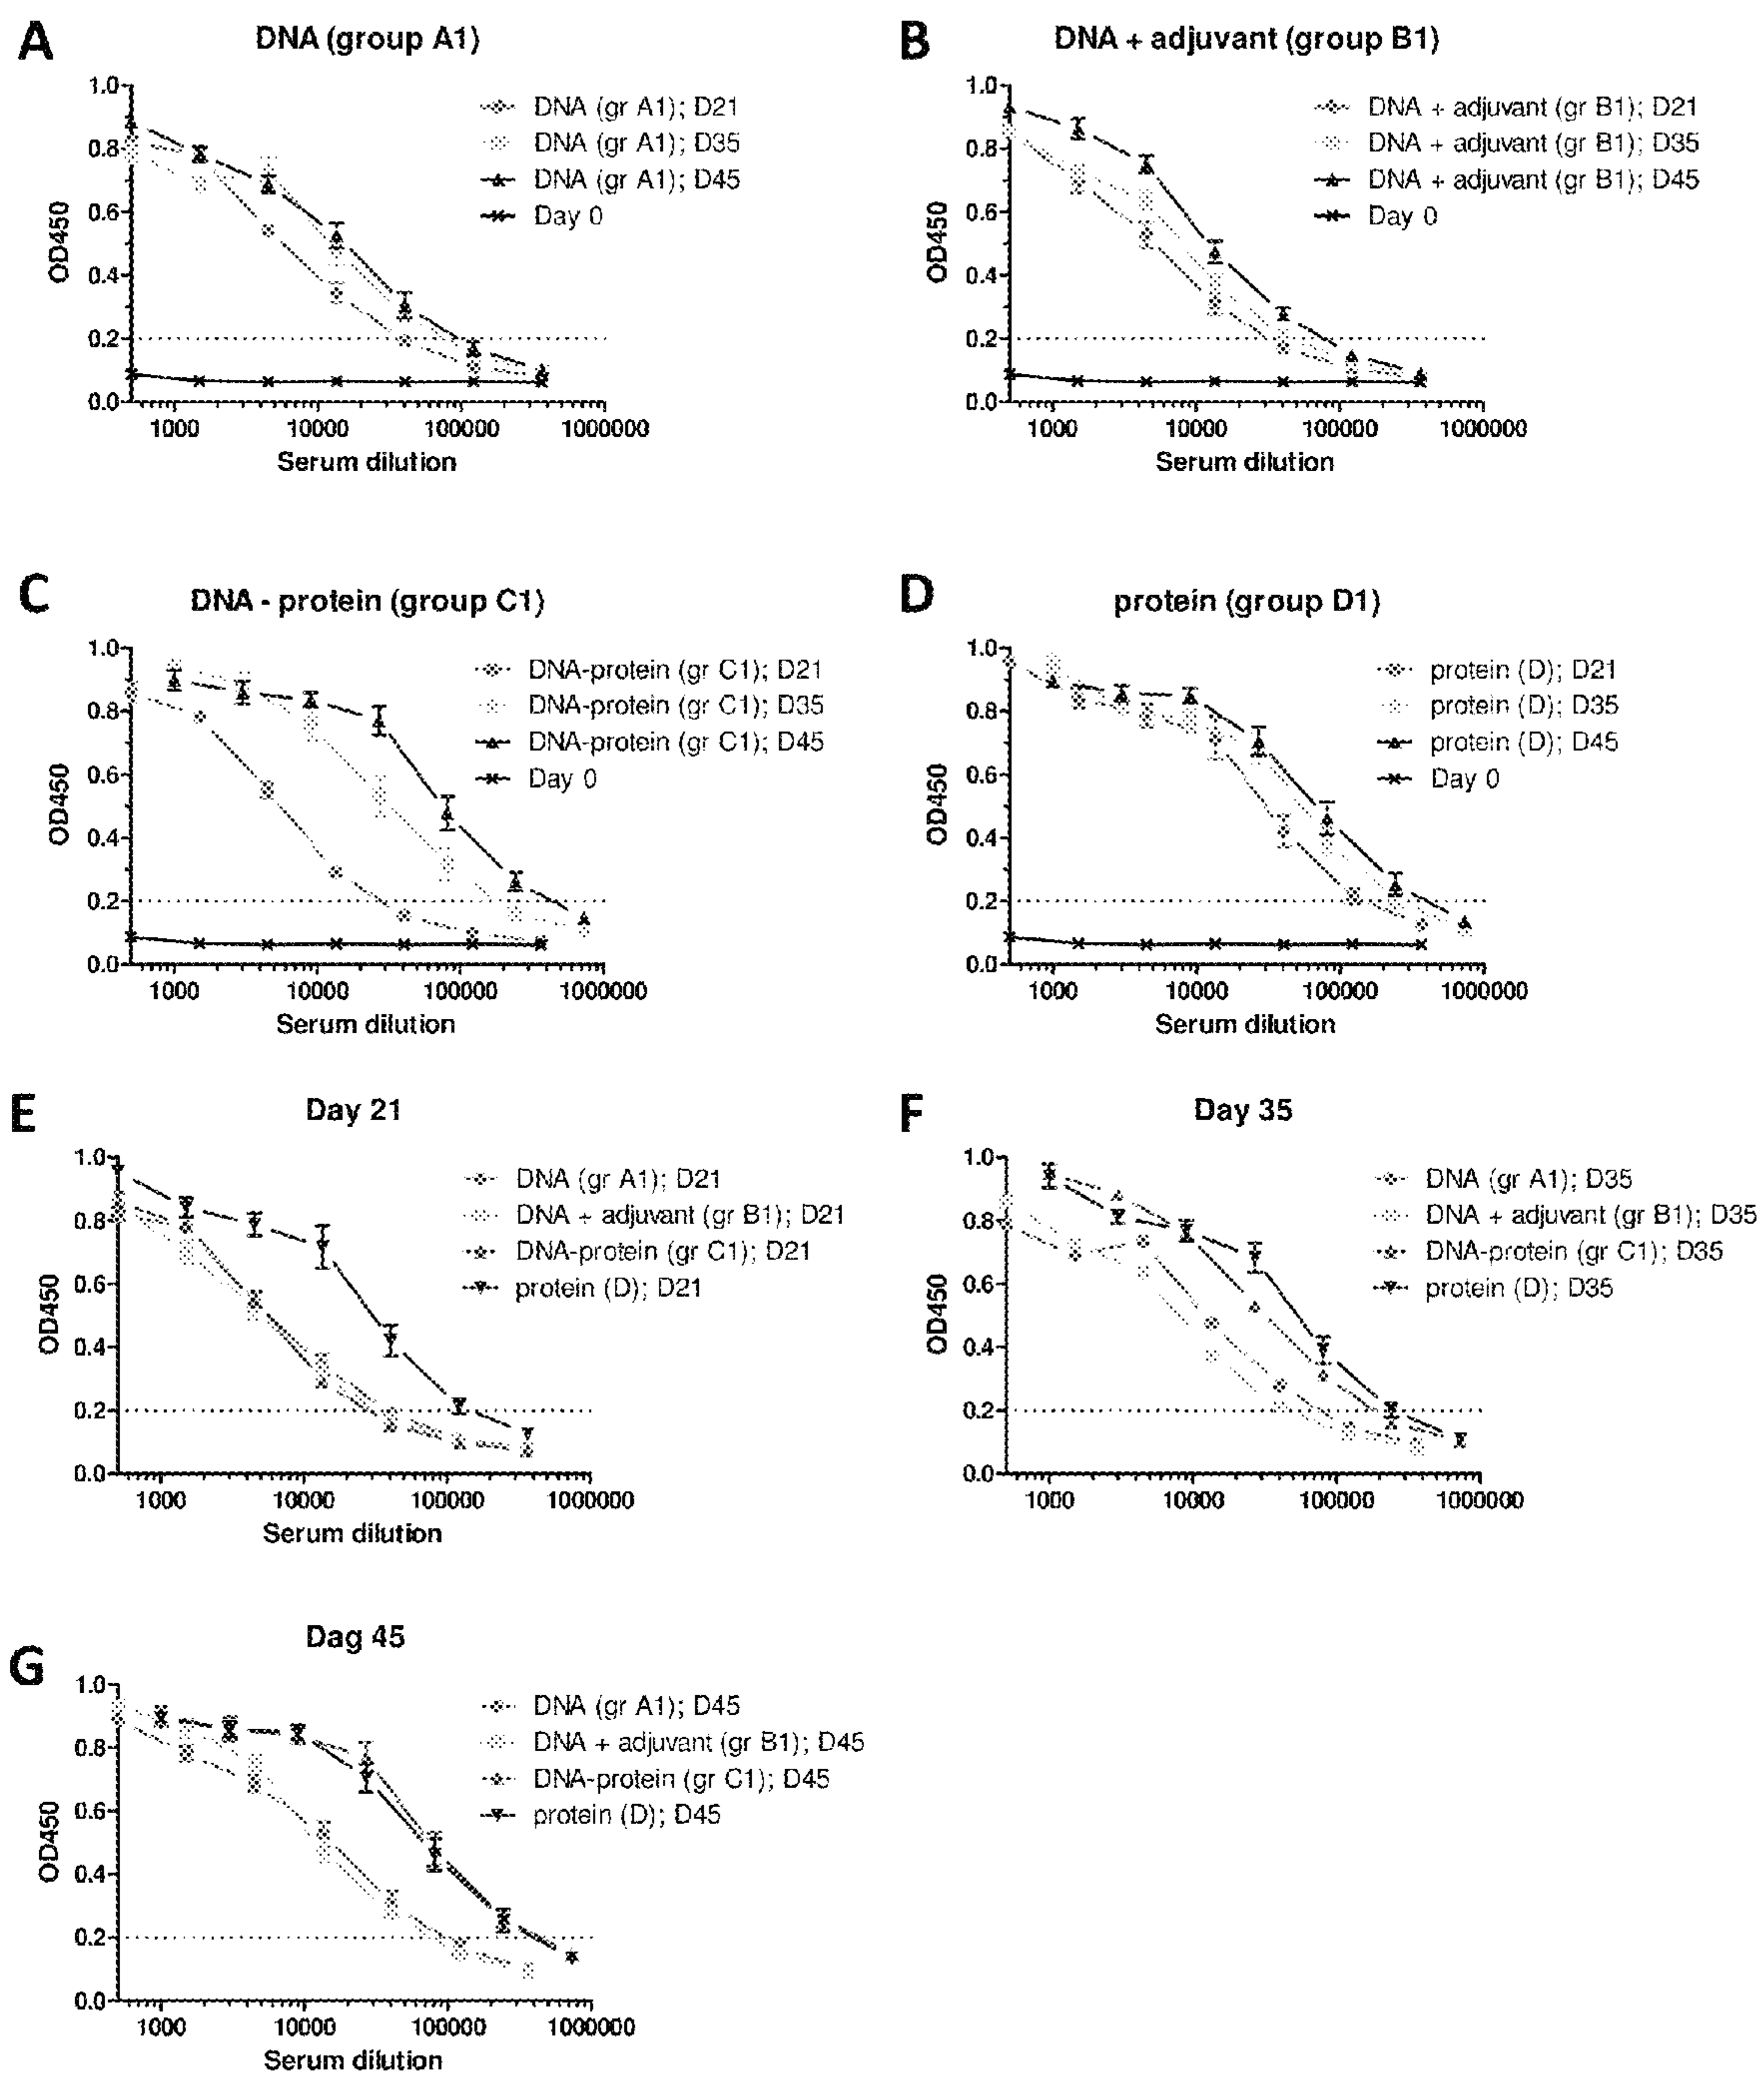 A
DNA (group A1)
1.0
0.8
0.6
0.4
0.2
0.0
OD450
DNA (gr A1); D21
DNA (gr A1); D35
DNA (gr A1); D45
Day 0
1000 10000 100000 1000000
Serum dilution
B
DNA + adjuvant (group B1)
1.0
0.8
0.6
0.4
0.2
0.0
OD450
DNA + adjuvant (gr B1); D21
DNA + adjuvant (gr B1); D35
DNA + adjuvant (gr B1); D45
Day 0
1000 10000 100000 1000000
Serum dilution
C
DNA - protein (group C1)
1.0
0.8
0.6
0.4
0.2
0.0
OD450
DNA-protein (gr C1); D21
DNA-protein (gr C1); D35
DNA-protein (gr C1); D45
Day 0
1000 10000 100000 1000000
Serum dilution
D
protein (group D1)
1.0
0.8
0.6
0.4
0.2
0.0
OD450
protein (D); D21
protein (D); D35
protein (D); D45
Day 0
1000 10000 100000 1000000
Serum dilution
E
Day 21
1.0
0.8
0.6
0.4
0.2
0.0
OD450
DNA (gr A1); D21
DNA + adjuvant (gr B1); D21
DNA-protein (gr C1); D21
protein (D); D21
1000 10000 100000 1000000
Serum dilution
F
Day 35
1.0
0.8
0.6
0.4
0.2
0.0
OD450
DNA (gr A1); D35
DNA + adjuvant (gr B1); D35
DNA-protein (gr C1); D35
protein (D); D35
1000 10000 100000 1000000
G
Dag 45
1.0
0.8
0.6
0.4
0.2
0.0
OD450
DNA (gr A1); D45
DNA + adjuvant (gr B1); D45
DNA-protein (gr C1); D45
protein (D); D45
1000 10000 100000 1000000
Serum dilution